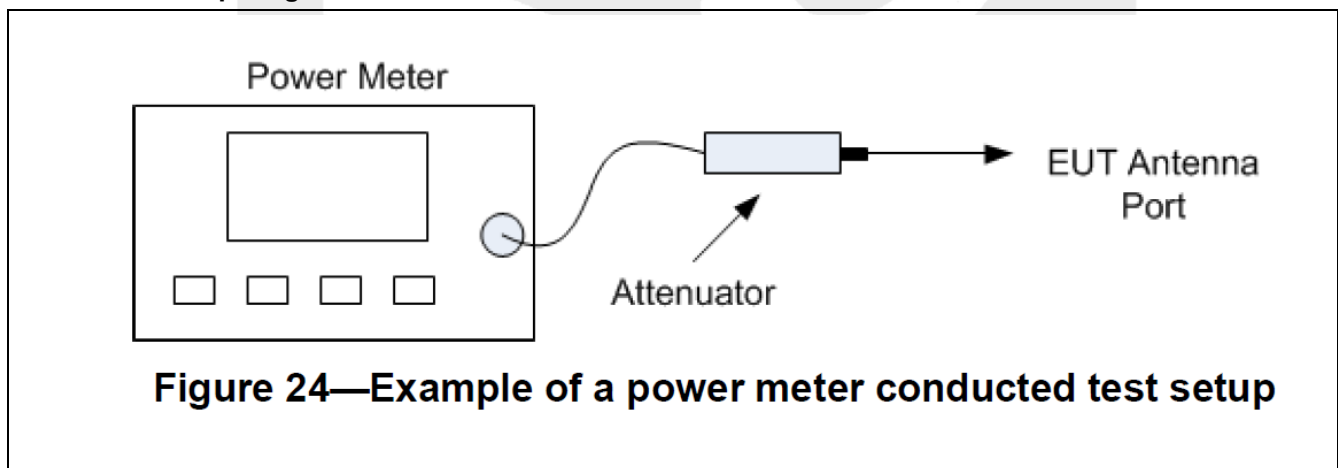 Power Meter
EUT Antenna
Port
Attenuator
Figure 24—Example of a power meter conducted test setup